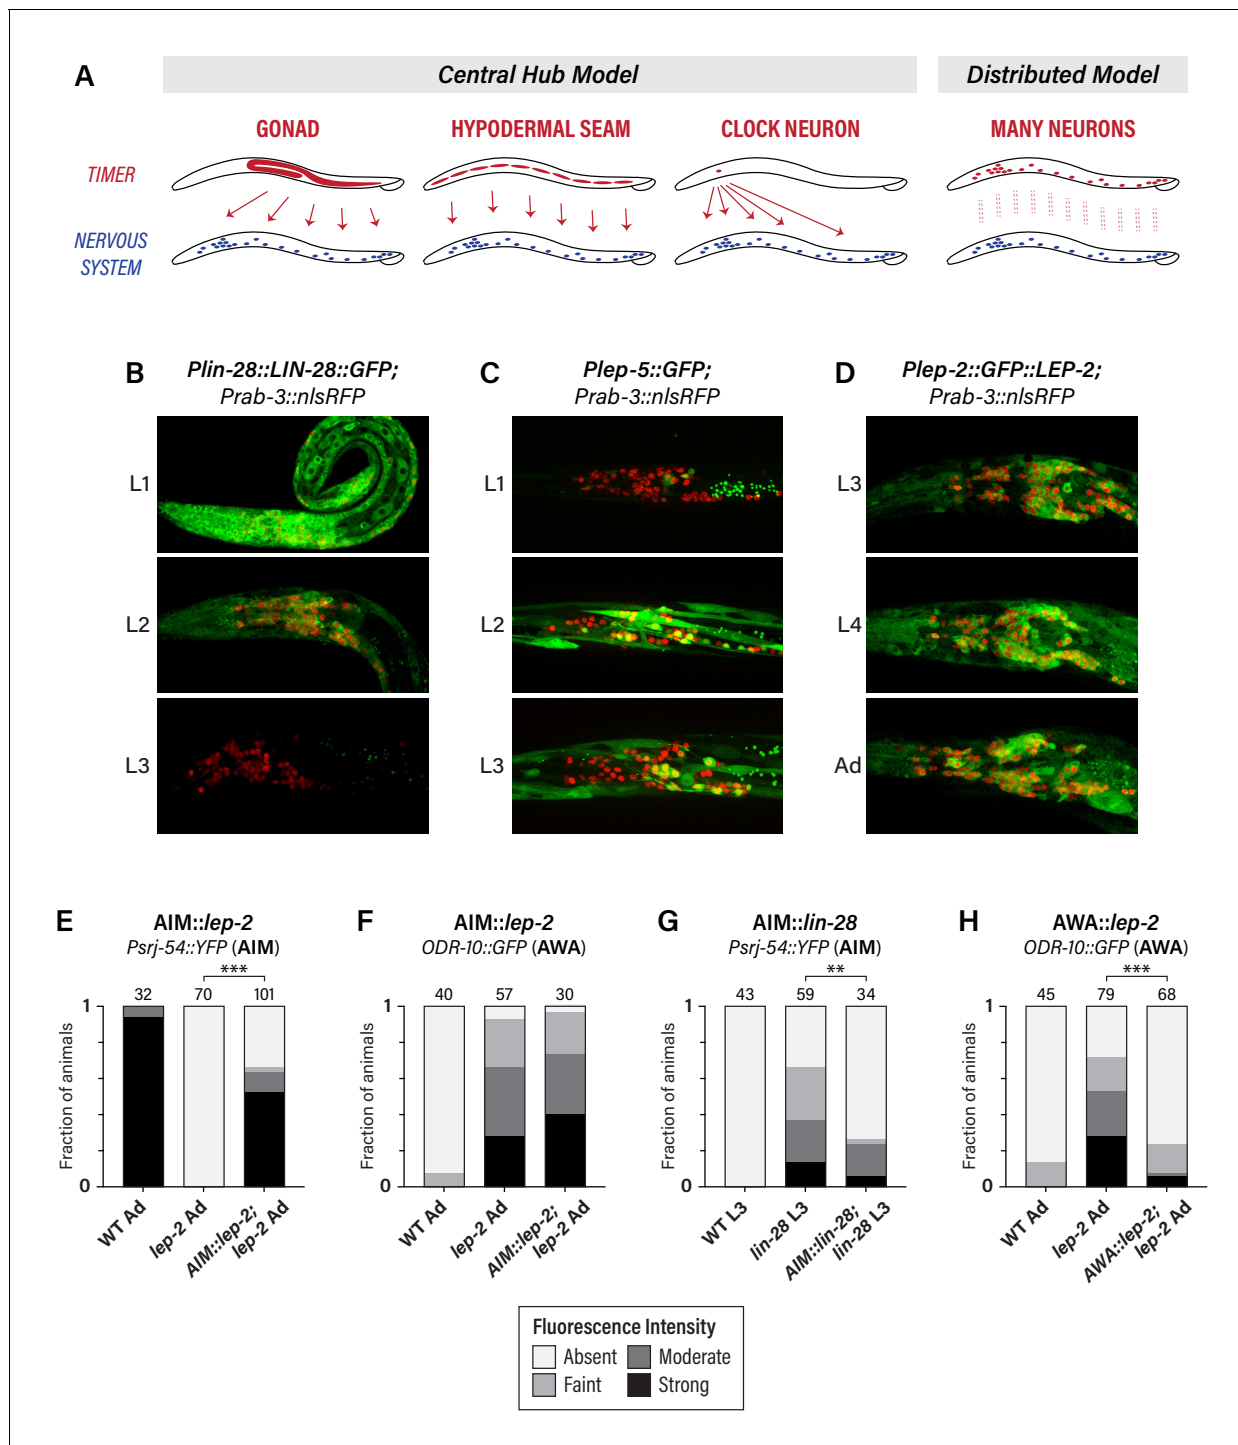 A
Central Hub Model
Distributed Model
GONAD
HYPODERMAL SEAM
CLOCK NEURON
MANY NEURONS
TIMER
NERVOUS
SYSTEM
B
Plin-28::LIN-28::GFP;
Prab-3::nlsRFP
L1
L2
L3
C
Plep-5::GFP;
Prab-3::nlsRFP
L1
L2
L3
D
Plep-2::GFP::LEP-2;
Prab-3::nlsRFP
L3
L4
Ad
E
AIM::lep-2
Psrj-54::YFP (AIM)
***
32
70
101
1
0
Fraction of animals
WT Ad
lep-2 Ad
AIM::lep-2;
lep-2 Ad
F
AIM::lep-2
ODR-10::GFP (AWA)
40
57
30
1
0
Fraction of animals
WT Ad
lep-2 Ad
AIM::lep-2;
lep-2 Ad
G
AIM::lin-28
Psrj-54::YFP (AIM)
**
43
59
34
1
0
Fraction of animals
WT L3
lin-28 L3
AIM::lin-28;
lin-28 L3
H
AWA::lep-2
ODR-10::GFP (AWA)
***
45
79
68
1
0
Fraction of animals
WT Ad
lep-2 Ad
AWA::lep-2;
lep-2 Ad
Fluorescence Intensity
Absent
Moderate
Faint
Strong